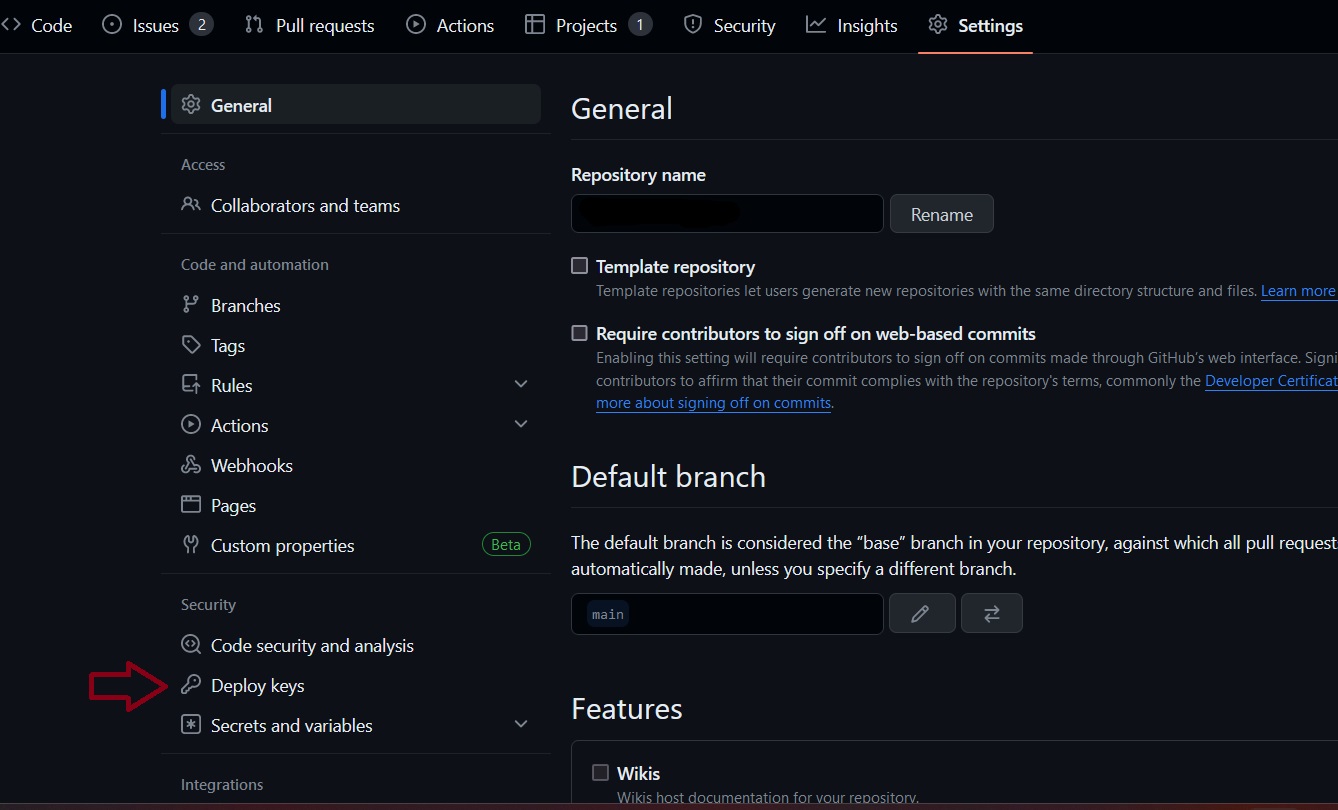 Code Issues 2 Pull requests Actions Projects 1 Security Insights Settings
General
Access
Collaborators and teams
Code and automation
Branches
Tags
Rules
Actions
Webhooks
Pages
Custom properties Beta
Security
Code security and analysis
Deploy keys
Secrets and variables
Integrations
General
Repository name
Rename
Template repository
Template repositories let users generate new repositories with the same directory structure and files. Learn more
Require contributors to sign off on web-based commits
Enabling this setting will require contributors to sign off on commits made through GitHub's web interface. Signi
contributors to affirm that their commit complies with the repository's terms, commonly the Developer Certificat
more about signing off on commits.
Default branch
The default branch is considered the “base” branch in your repository, against which all pull requests
automatically made, unless you specify a different branch.
main
Features
Wikis
Wikis host documentation for your repository.